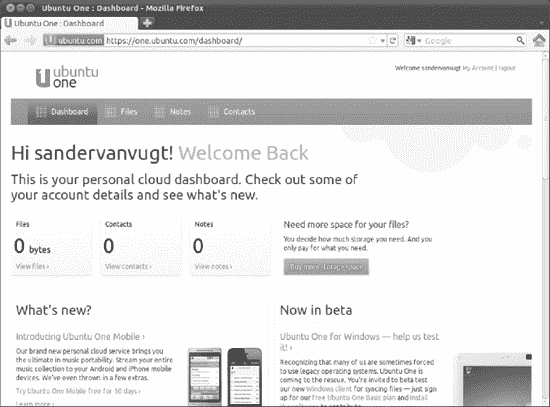 Ubuntu One : Dashboard - Mozilla Firefox
Ubuntu One : Dashboard
ubuntu.com https://one.ubuntu.com/dashboard/
Google
ubuntu
one
Welcome sandervanvugt My Account | logout
Dashboard Files Notes Contacts
Hi sandervanvugt! Welcome Back
This is your personal cloud dashboard. Check out some of
your account details and see what's new.
Files
0 bytes
View files ›
Contacts
0
View contacts ›
Notes
0
View notes ›
Need more space for your files?
You decide how much storage you need. And you
only pay for what you need.
Buy more storage space
What's new?
Introducing Ubuntu One Mobile ›
Our brand new personal cloud service brings you
the ultimate in music portability. Stream your entire
music collection to your Android and iPhone mobile
devices. We've even thrown in a few extras.
Try Ubuntu One Mobile free for 30 days ›
Learn more ›
Now in beta
Ubuntu One for Windows — help us test
it! ›
Recognizing that many of us are sometimes forced
to use legacy operating systems, Ubuntu One is
coming to the rescue. You're invited to beta test
our new Windows client for syncing files — just sign
up for our free Ubuntu One Basic plan and install